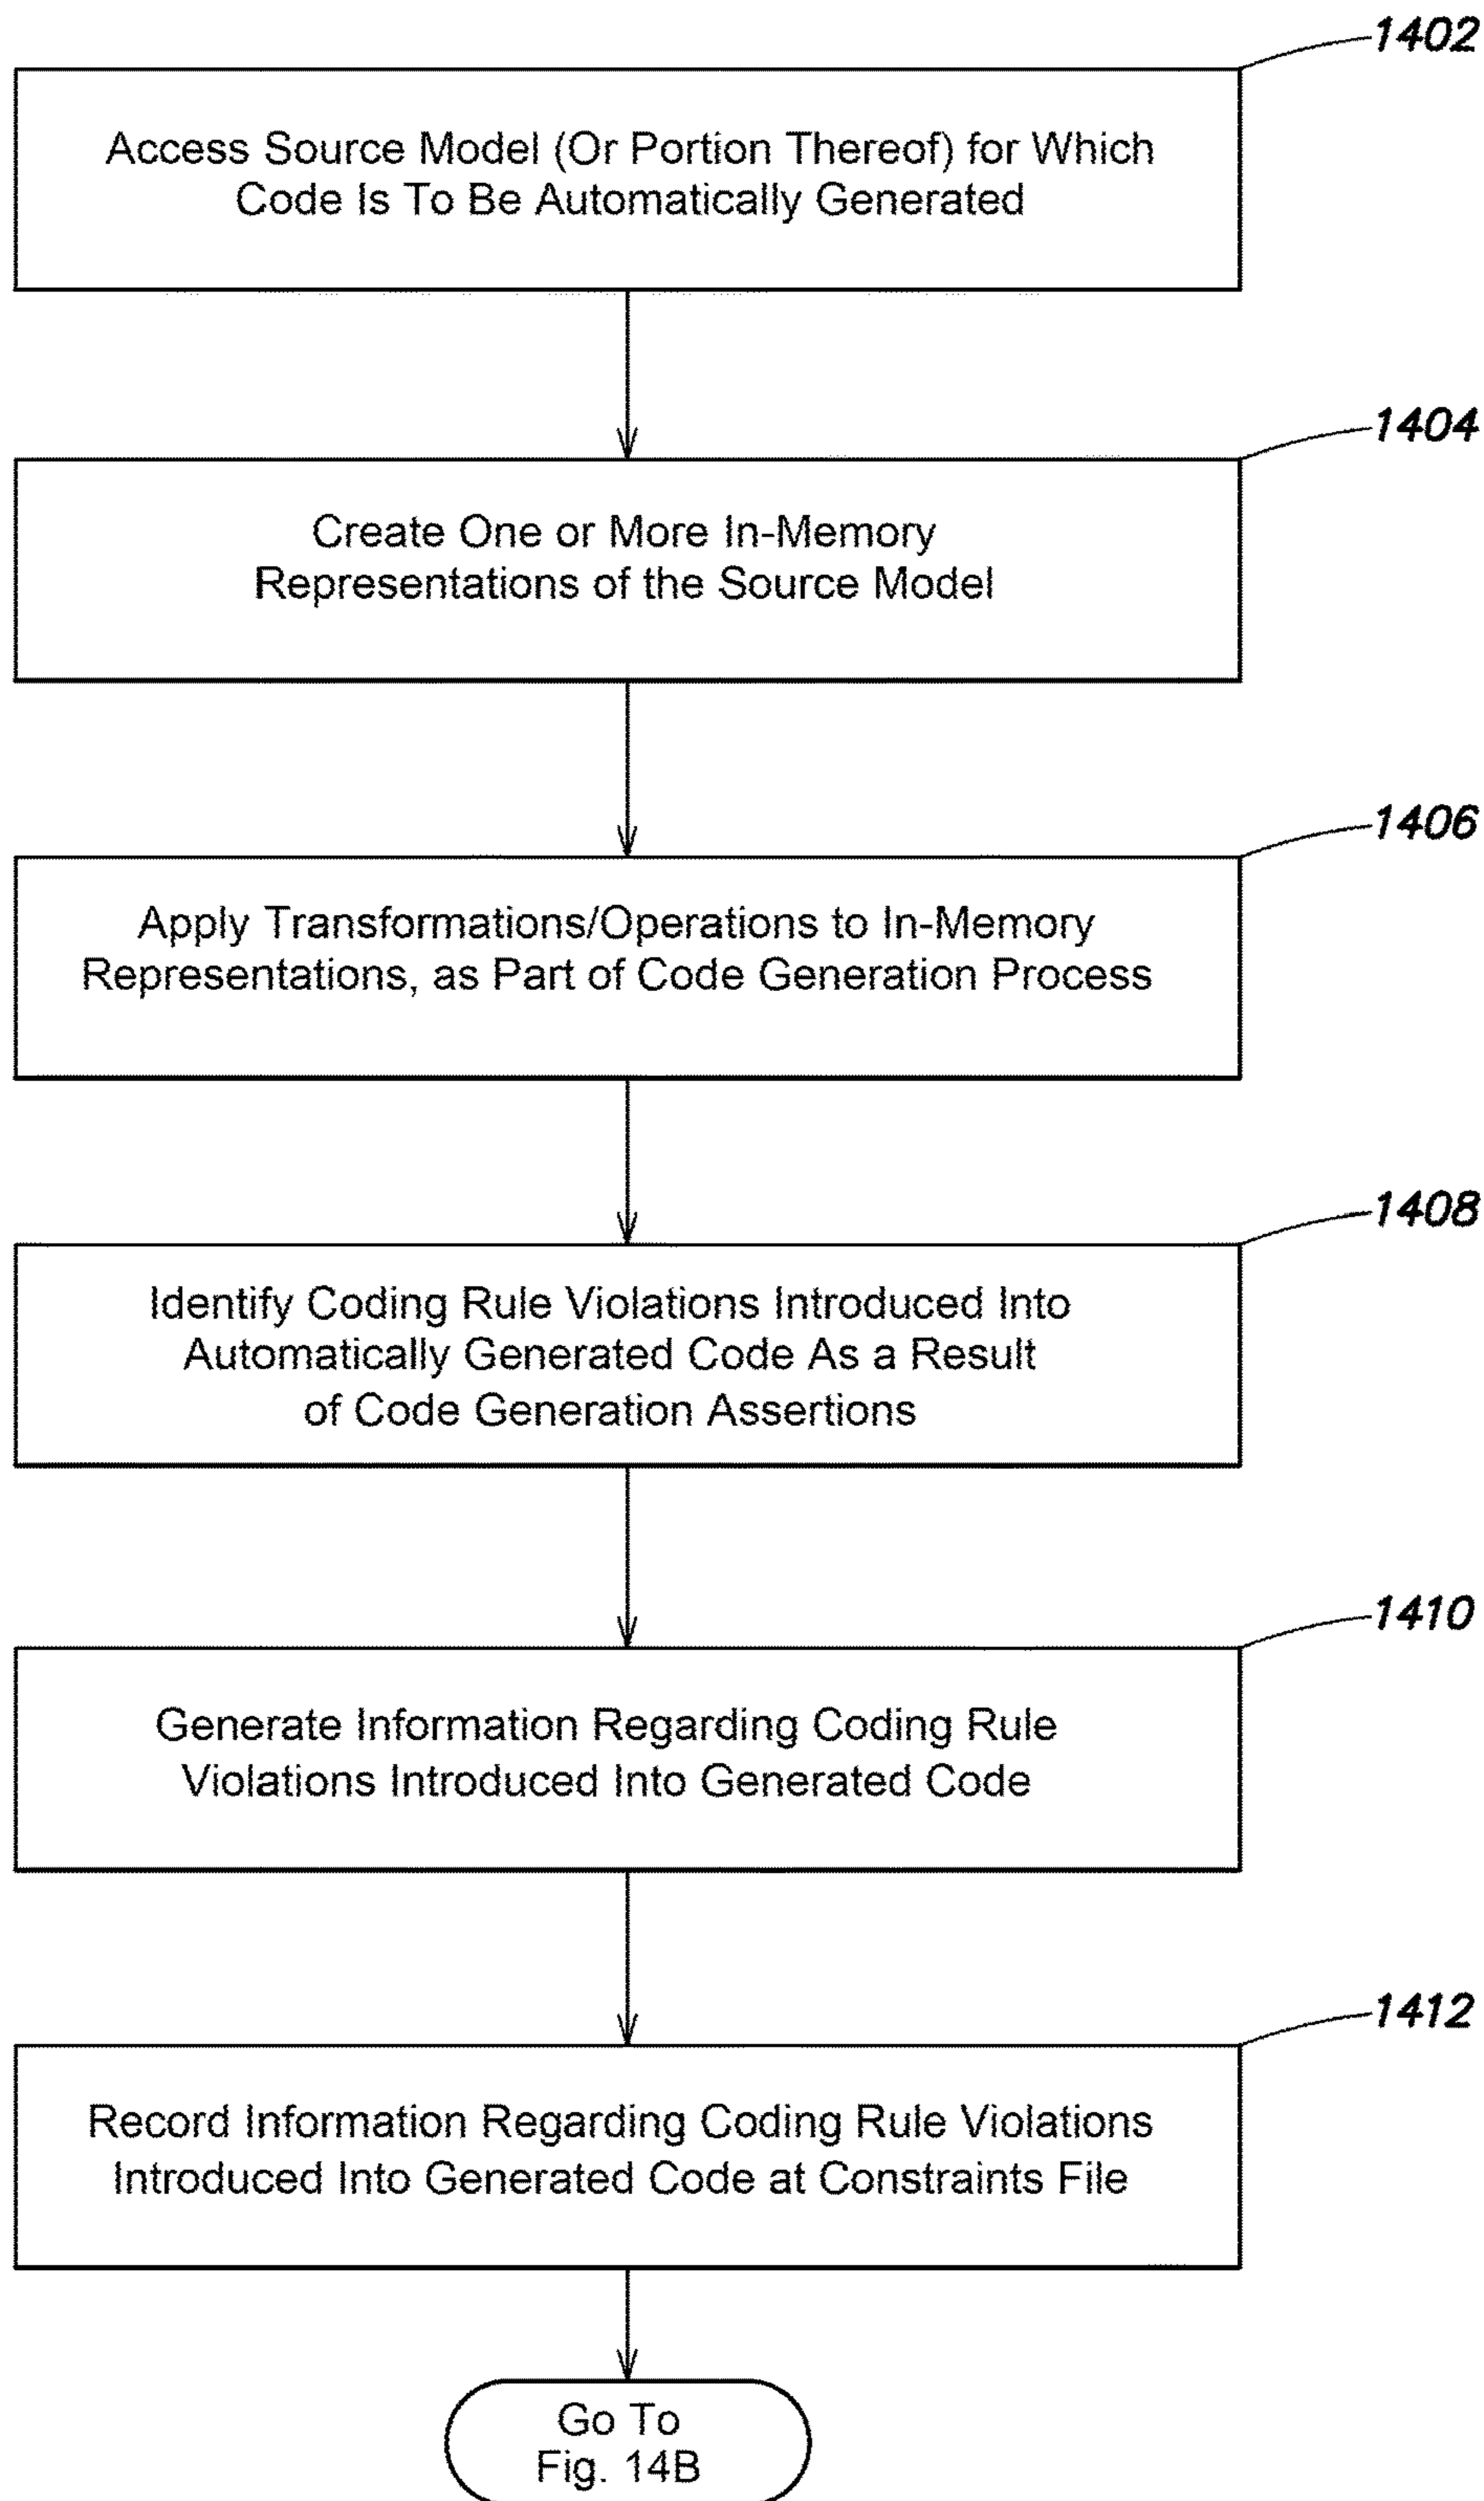 1402
Access Source Model (Or Portion Thereof) for Which
Code Is To Be Automatically Generated
1404
Create One or More In-Memory
Representations of the Source Model
1406
Apply Transformations/Operations to In-Memory
Representations, as Part of Code Generation Process
1408
Identify Coding Rule Violations Introduced Into
Automatically Generated Code As a Result
of Code Generation Assertions
1410
Generate Information Regarding Coding Rule
Violations Introduced Into Generated Code
1412
Record Information Regarding Coding Rule Violations
Introduced Into Generated Code at Constraints File
Go To
Fig. 14B